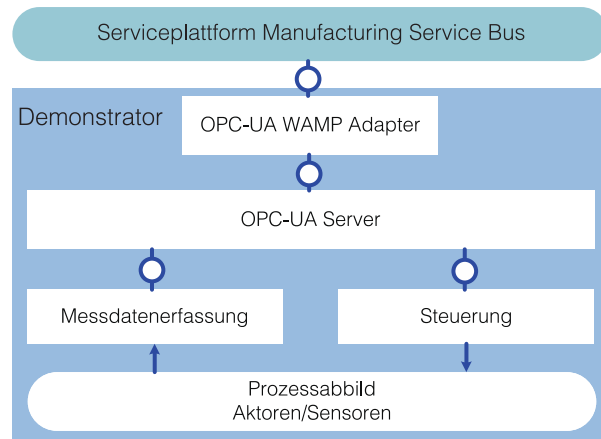 Serviceplattform Manufacturing Service Bus
Demonstrator
OPC-UA WAMP Adapter
OPC-UA Server
Messdatenerfassung
Steuerung
Prozessabbild
Aktoren/Sensoren